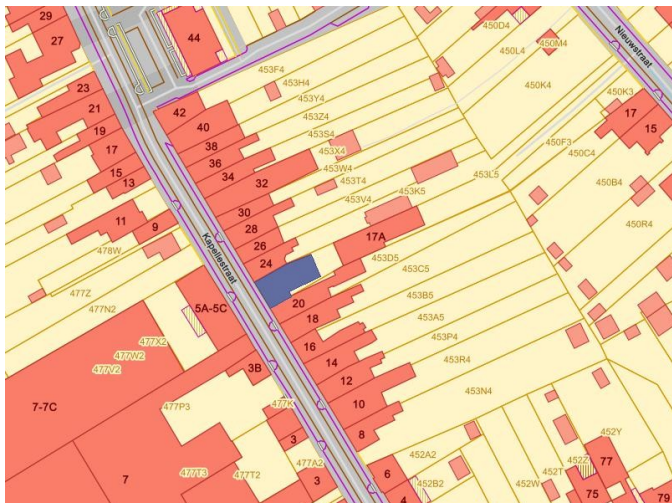 29
27
44
450D4
450L4
450M4
Nieuwstraat
453F4
453H4
450K4
453Y4
23
450K3
21
42
453Z4
17
19
40
453S4
15
17
38
453X4
450F3
36
453W4
450C4
15
34
32
453T4
453L5
13
453K5
450B4
453V4
11
30
9
28
450R4
17A
26
478W
Kapellestraat
24
453D5
453C5
477Z
5A-5C
20
453B5
477N2
18
453A5
477X2
16
453P4
477W2
14
453R4
477V2
3B
12
453N4
7-7C
477K
10
477P3
3
8
452Y
452A2
77
477A2
452Z
7
477T3
477T2
6
452T
3
452B2
452W
75
79
4